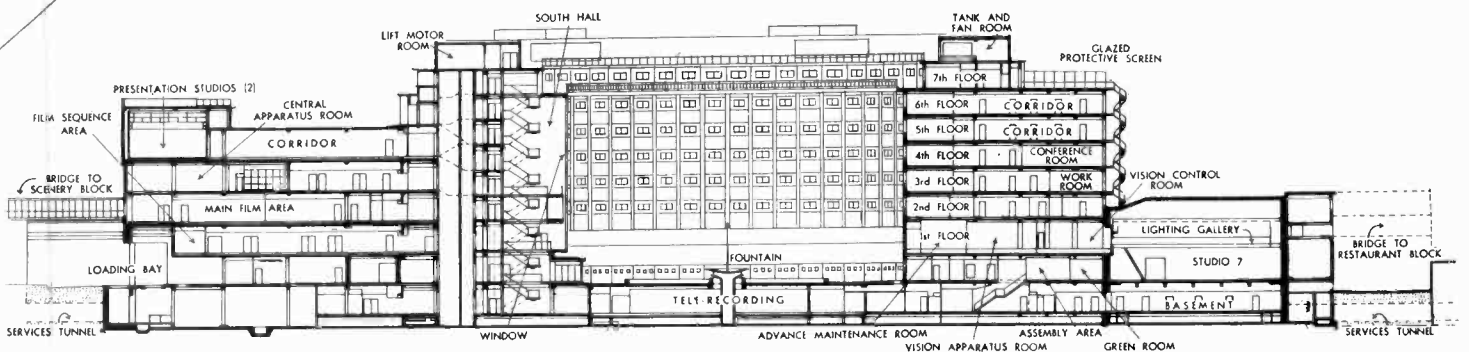 SOUTH HALL
LIFT MOTOR
ROOM
TANK AND
FAN ROOM
GLAZED
PROTECTIVE SCREEN
PRESENTATION STUDIOS [2]
CENTRAL
APPARATUS ROOM
FILM SEQUENCE
AREA
CORRIDOR
BRIDGE TO
SCENERY BLOCK
MAIN FILM AREA
LOADING BAY
SERVICES TUNNEL
WINDOW
FOUNTAIN
TELE-RECORDING
7th FLOOR
6th FLOOR
CORRIDOR
5th FLOOR
CORRIDOR
4th FLOOR
CONFERENCE
ROOM
3rd FLOOR
WORK
ROOM
2nd FLOOR
1st FLOOR
VISION CONTROL
ROOM
LIGHTING GALLERY
STUDIO 7
BRIDGE TO
RESTAURANT BLOCK
BASEMENT
ADVANCE MAINTENANCE ROOM
VISION APPARATUS ROOM
ASSEMBLY AREA
GREEN ROOM
SERVICES TUNNEL